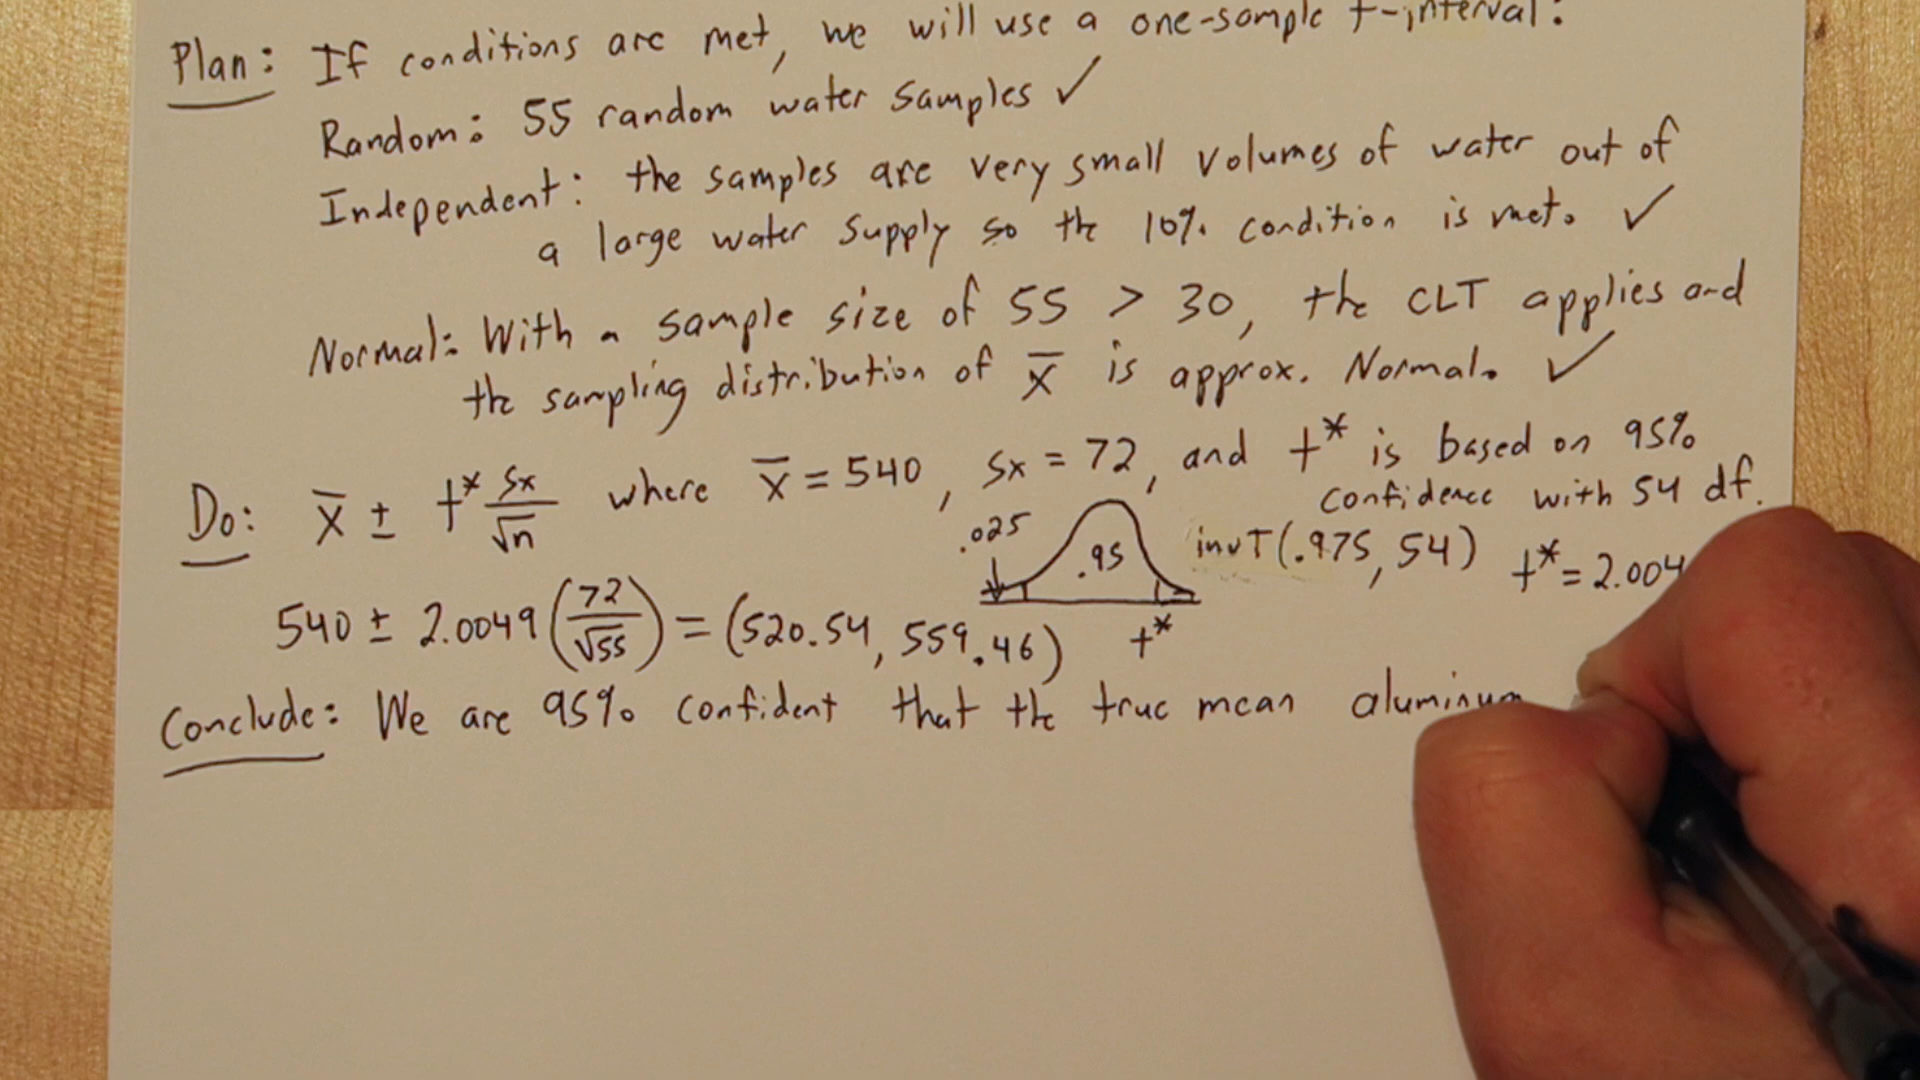 Plan: If conditions are met, we will use a one-sample t-interval.
Random: 55 random water samples ✓
Independent: the samples are very small volumes of water out of
a large water supply so the 10% condition is met. ✓
Normal: With a sample size of 55 > 30, the CLT applies and
the sampling distribution of x̄ is approx. Normal. ✓
Do: x̄ ± t* sx/√n where x̄ = 540, sx = 72, and t* is based on 95%
confidence with 54 df.
.025 .95 t* invT(.975, 54) t* = 2.004
540 ± 2.0049 (72/√55) = (520.54, 559.46)
Conclude: We are 95% confident that the true mean aluminum